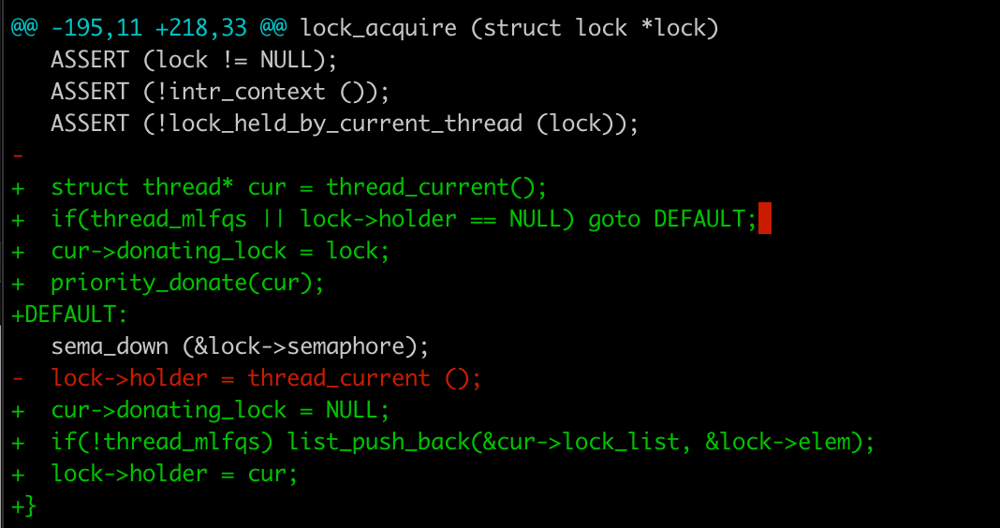 @@ -195,11 +218,33 @@ lock_acquire (struct lock *lock)
   ASSERT (lock != NULL);
   ASSERT (!intr_context ());
   ASSERT (!lock_held_by_current_thread (lock));
-
+  struct thread* cur = thread_current();
+  if(thread_mlfqs || lock->holder == NULL) goto DEFAULT;
+  cur->donating_lock = lock;
+  priority_donate(cur);
+DEFAULT:
   sema_down (&lock->semaphore);
-  lock->holder = thread_current ();
+  cur->donating_lock = NULL;
+  if(!thread_mlfqs) list_push_back(&cur->lock_list, &lock->elem);
+  lock->holder = cur;
+}